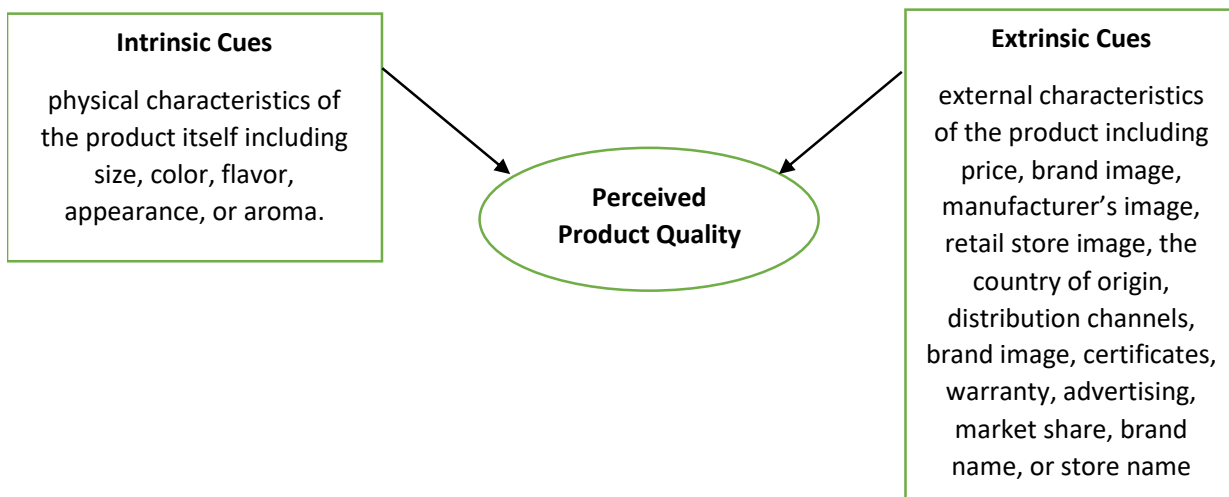 Intrinsic Cues
physical characteristics of
the product itself including
size, color, flavor,
appearance, or aroma.
Perceived
Product Quality
Extrinsic Cues
external characteristics
of the product including
price, brand image,
manufacturer’s image,
retail store image, the
country of origin,
distribution channels,
brand image, certificates,
warranty, advertising,
market share, brand
name, or store name